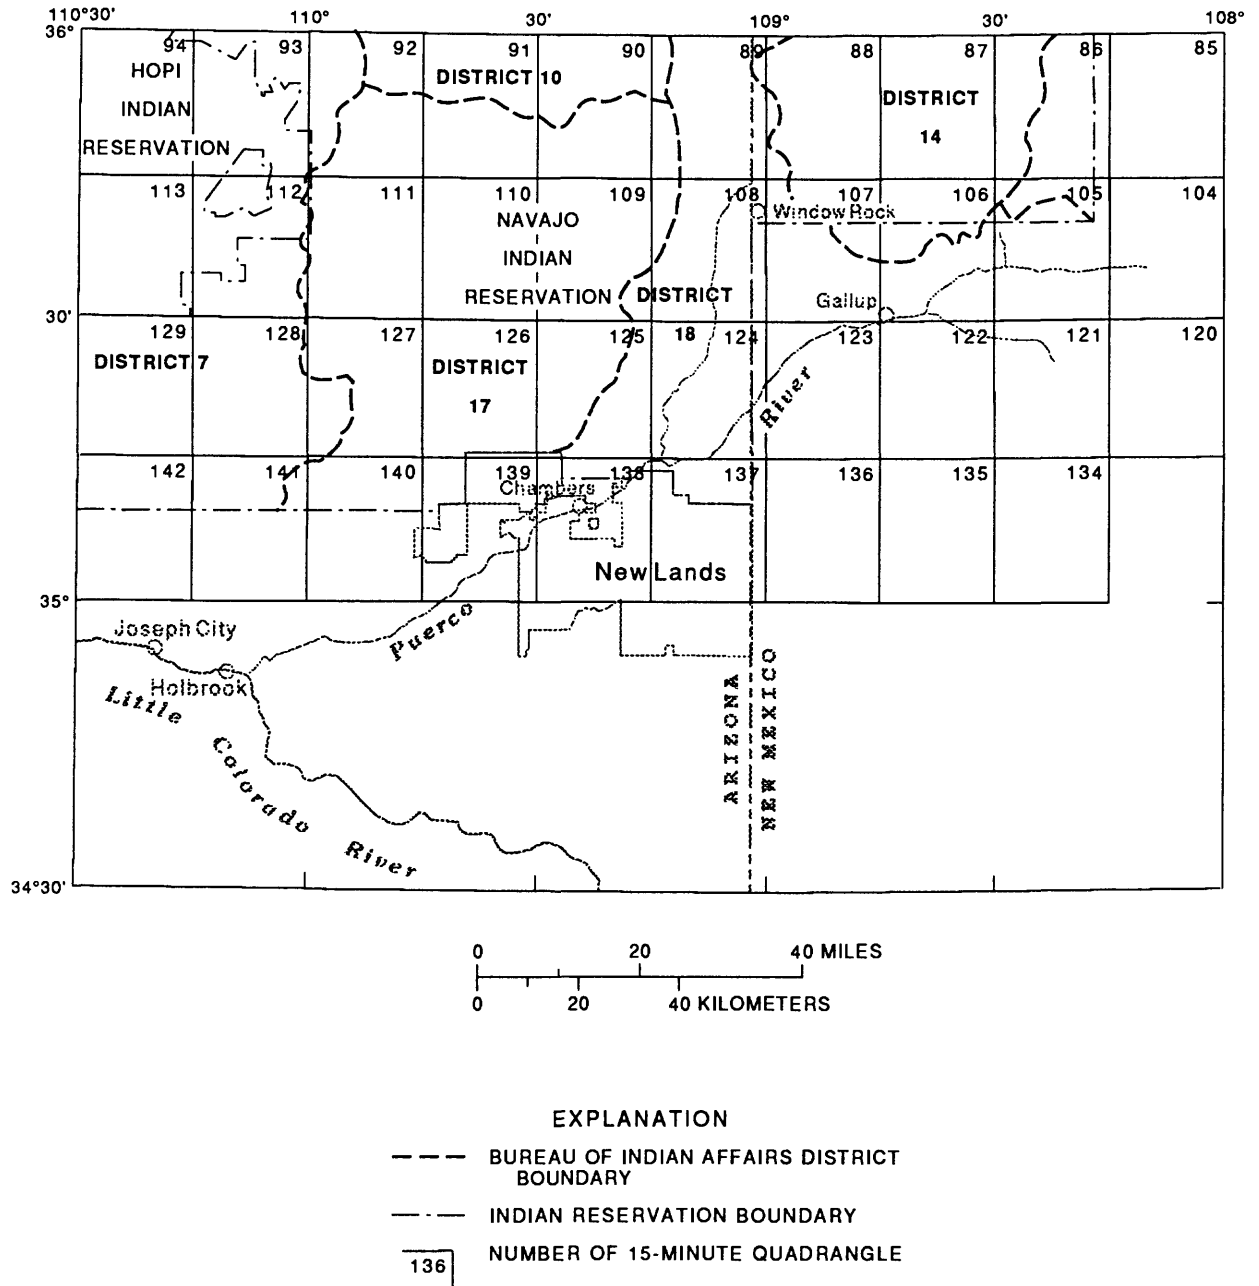 110°30' 110° 30' 109° 30' 108°
36°
94 93 92 91 90 89 88 87 86 85
HOPI
INDIAN
RESERVATION
DISTRICT 10
DISTRICT
14
113 112 111 110 109 108 107 106 105 104
NAVAJO
INDIAN
RESERVATION
Window Rock
DISTRICT
18
Gallup
30'
129 128 127 126 125 124 123 122 121 120
DISTRICT 7
DISTRICT
17
River
142 141 140 139 138 137 136 135 134
Chambers
New Lands
35°
Joseph City
Puerco
Holbrook
Little
Colorado
River
ARIZONA
NEW MEXICO
34°30'
0 20 40 MILES
0 20 40 KILOMETERS
EXPLANATION
BUREAU OF INDIAN AFFAIRS DISTRICT
BOUNDARY
INDIAN RESERVATION BOUNDARY
136 NUMBER OF 15-MINUTE QUADRANGLE